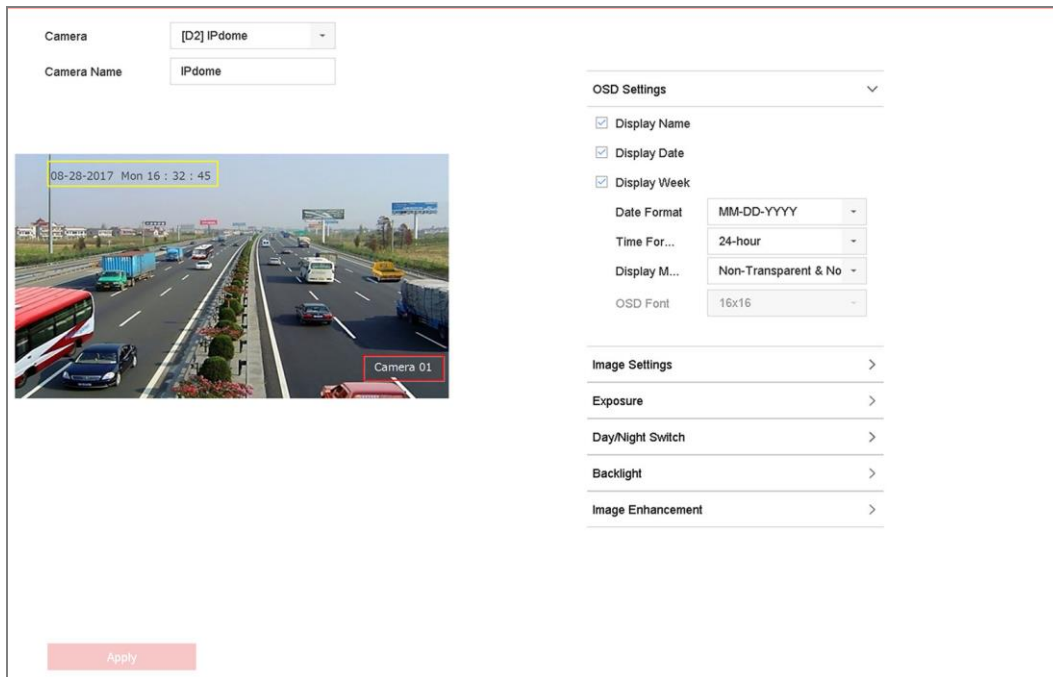 Camera [D2] IPdome
Camera Name IPdome
08-28-2017 Mon 16 : 32 : 45
Camera 01
OSD Settings
Display Name
Display Date
Display Week
Date Format MM-DD-YYYY
Time For... 24-hour
Display M... Non-Transparent & No
OSD Font 16x16
Image Settings
Exposure
Day/Night Switch
Backlight
Image Enhancement
Apply